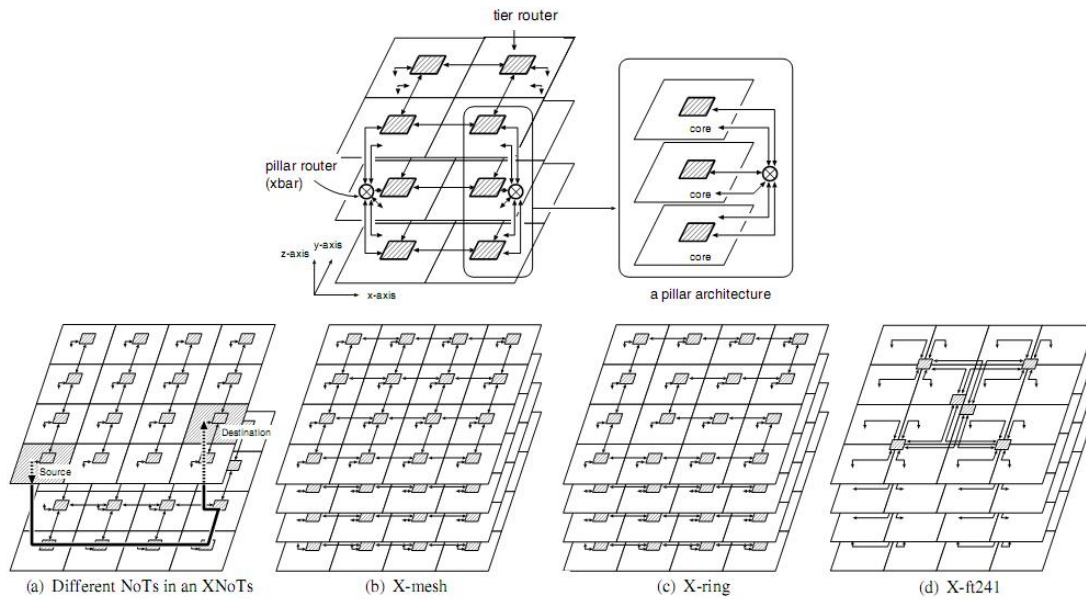 tier router
core
pillar router
(xbar)
core
core
z-axis
y-axis
x-axis
a pillar architecture
Destination
Source
(a) Different NoTs in an XNoTs
(b) X-mesh
(c) X-ring
(d) X-ft241